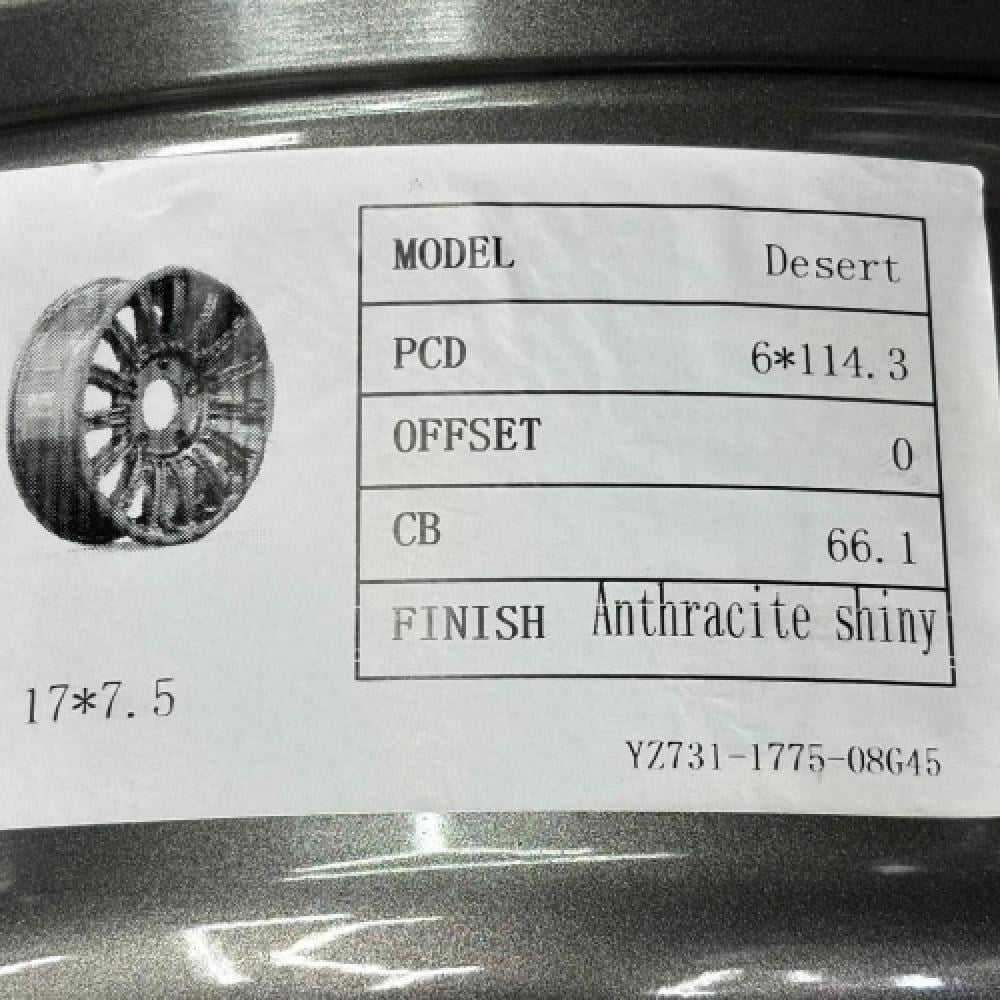 MODEL Desert
PCD 6*114.3
OFFSET 0
CB 66.1
FINISH Anthracite shiny
17*7.5
YZ731-1775-08G45